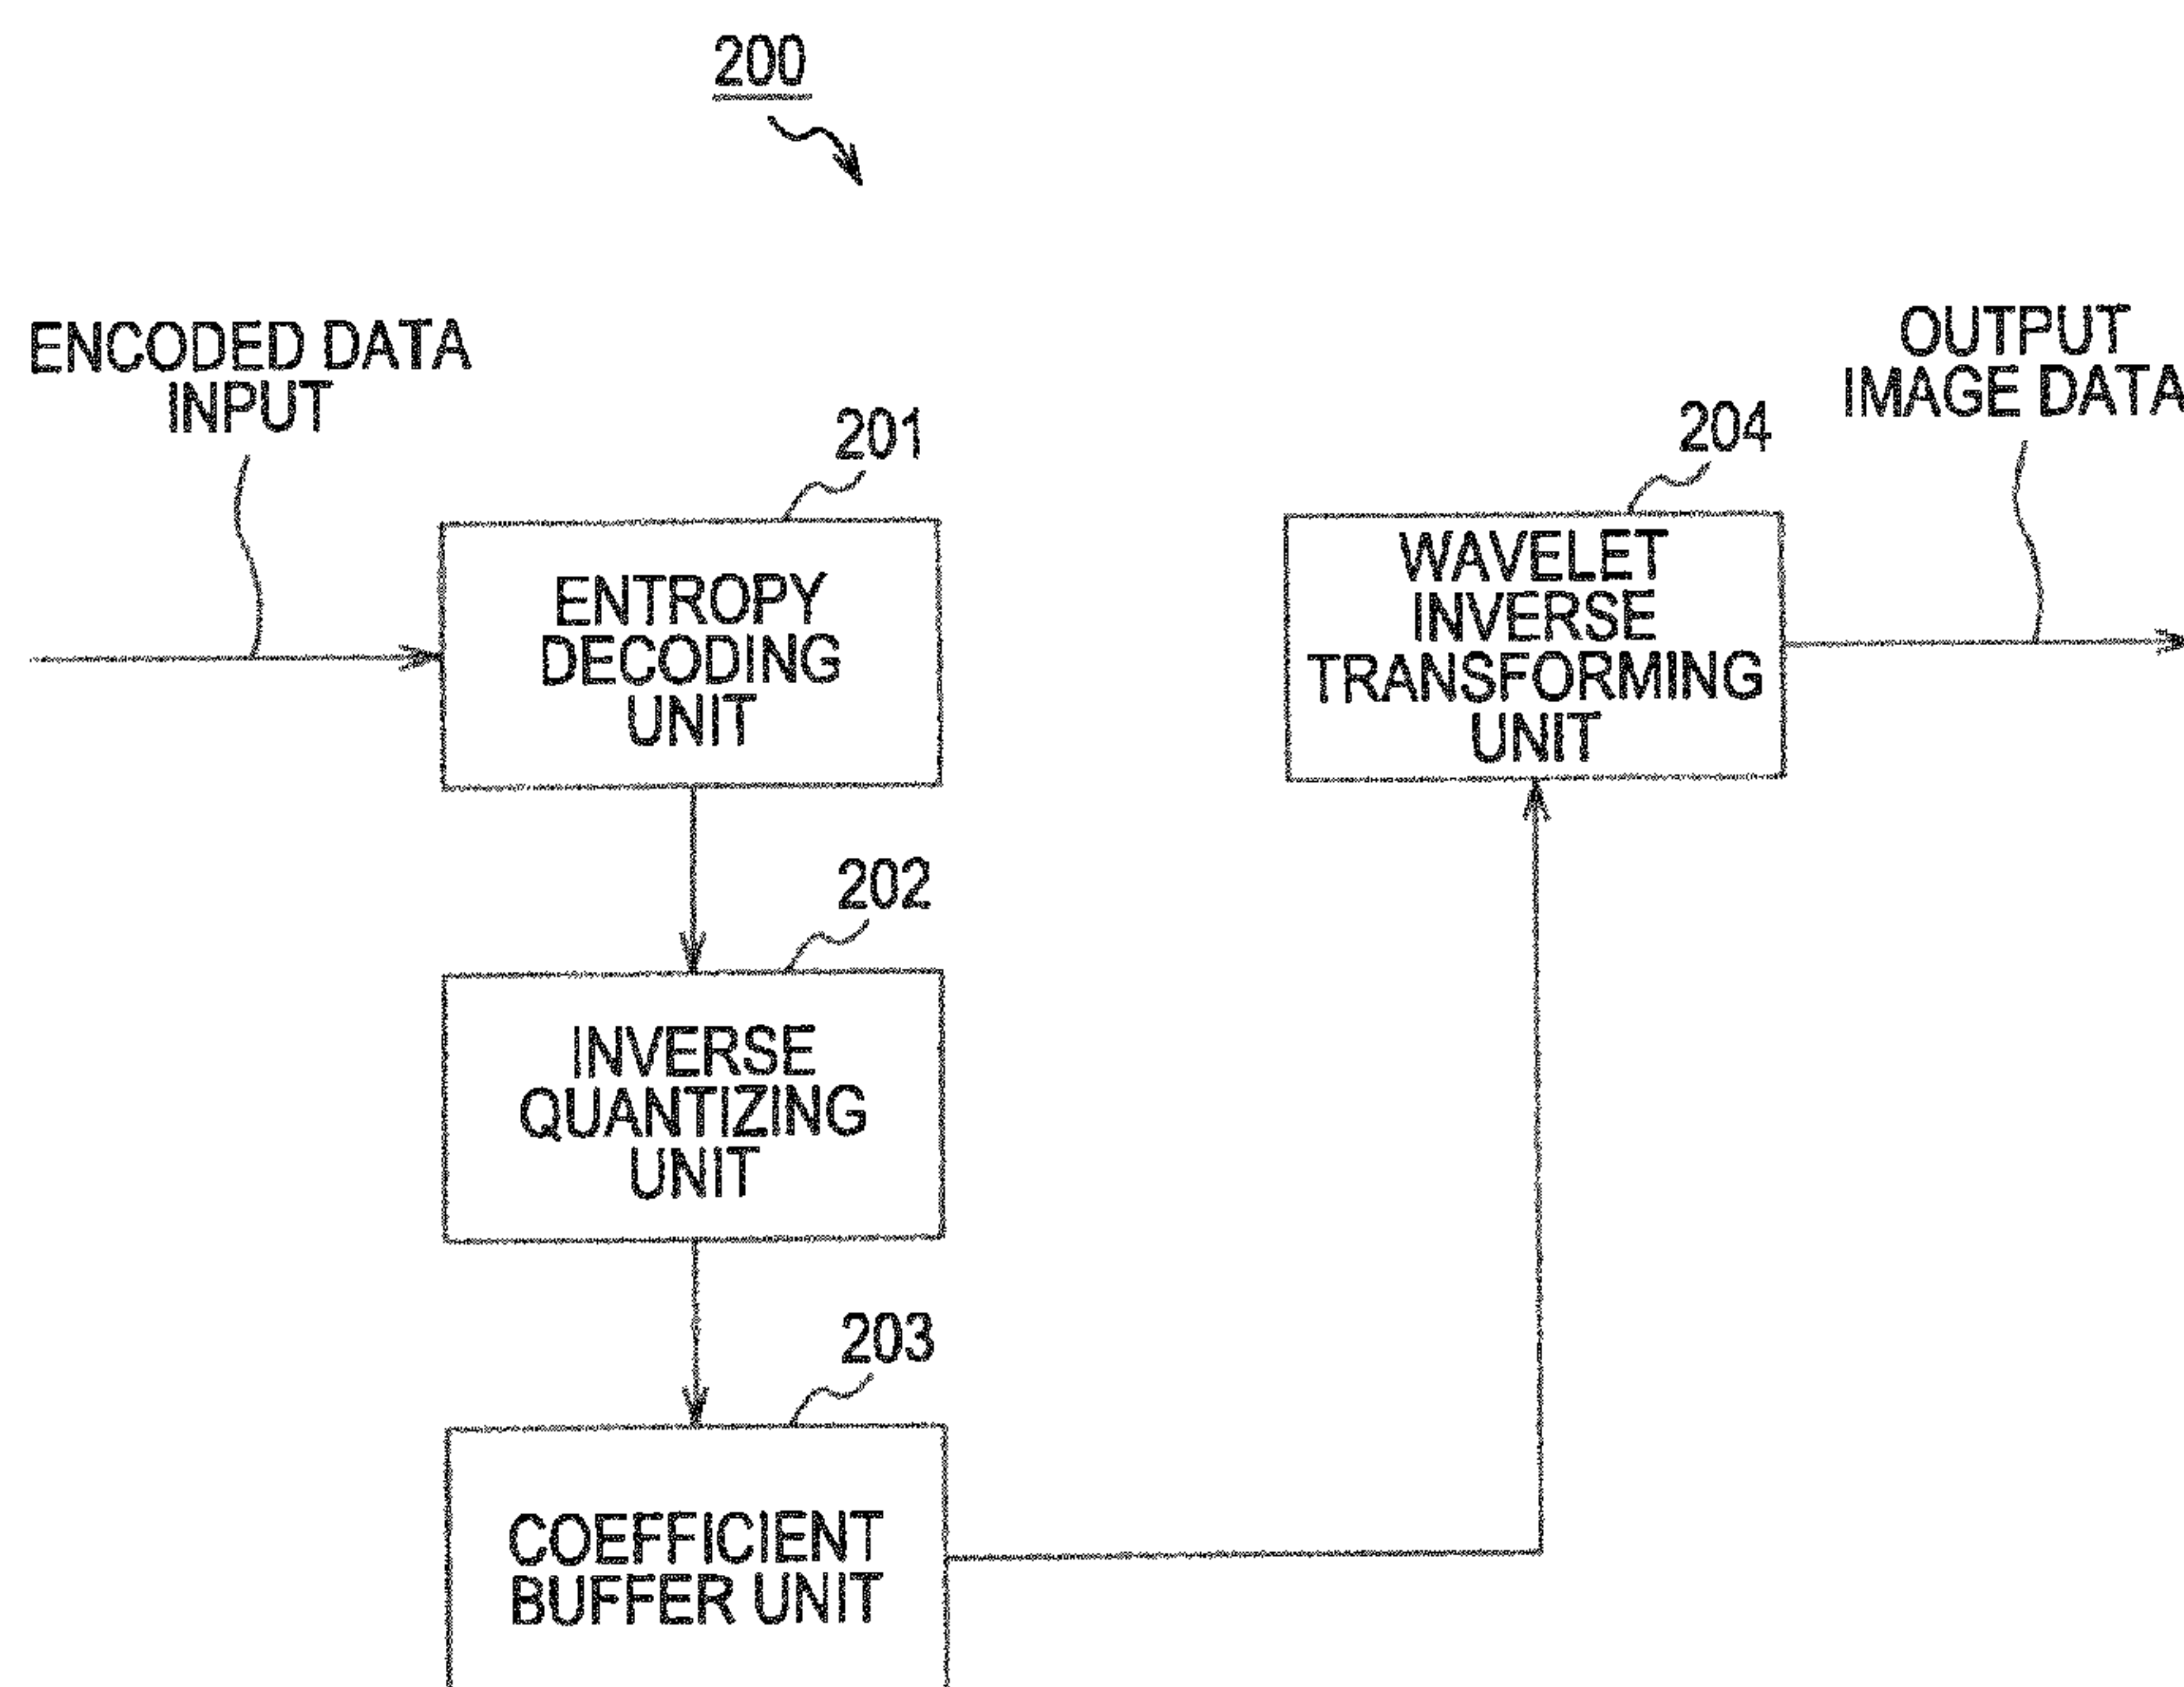 200
ENCODED DATA
INPUT
OUTPUT
IMAGE DATA
201
204
ENTROPY
DECODING
UNIT
WAVELET
INVERSE
TRANSFORMING
UNIT
202
INVERSE
QUANTIZING
UNIT
203
COEFFICIENT
BUFFER UNIT